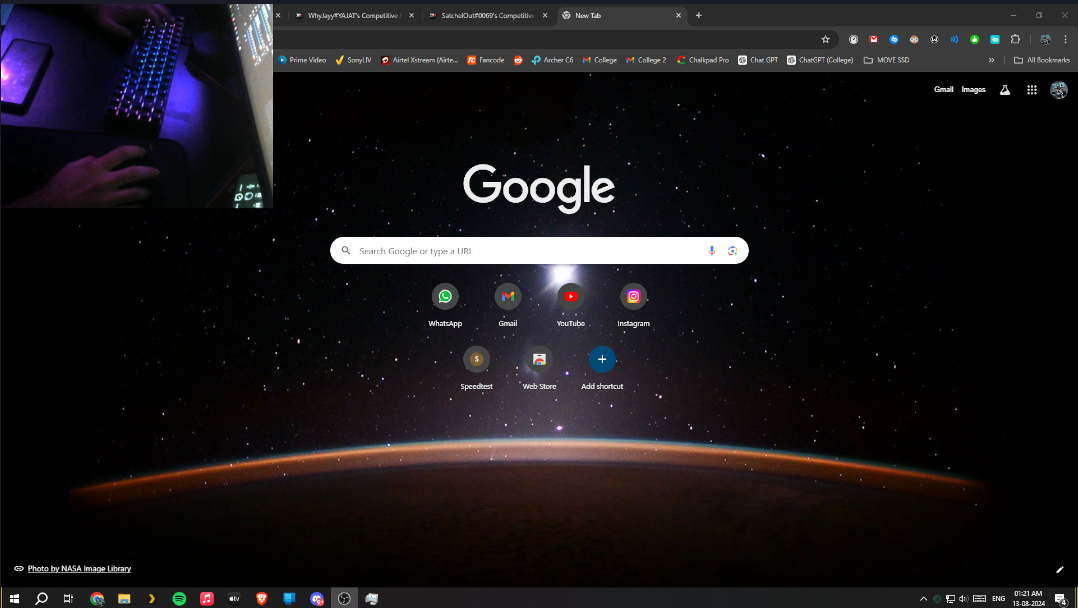 WhyJayy#YAJAT's Competitive
SatchelOut#0069's Competitive
New Tab
Prime Video
SonyLIV
Airtel Xstream (Airte...
Fancode
Archer C6
College
College 2
Chalkpad Pro
Chat GPT
ChatGPT (College)
MOVE SSD
»
All Bookmarks
Gmail
Images
Google
Search Google or type a URL
WhatsApp
Gmail
YouTube
Instagram
S
Speedtest
Web Store
Add shortcut
Photo by NASA Image Library
ENG
01:21 AM
13-08-2024